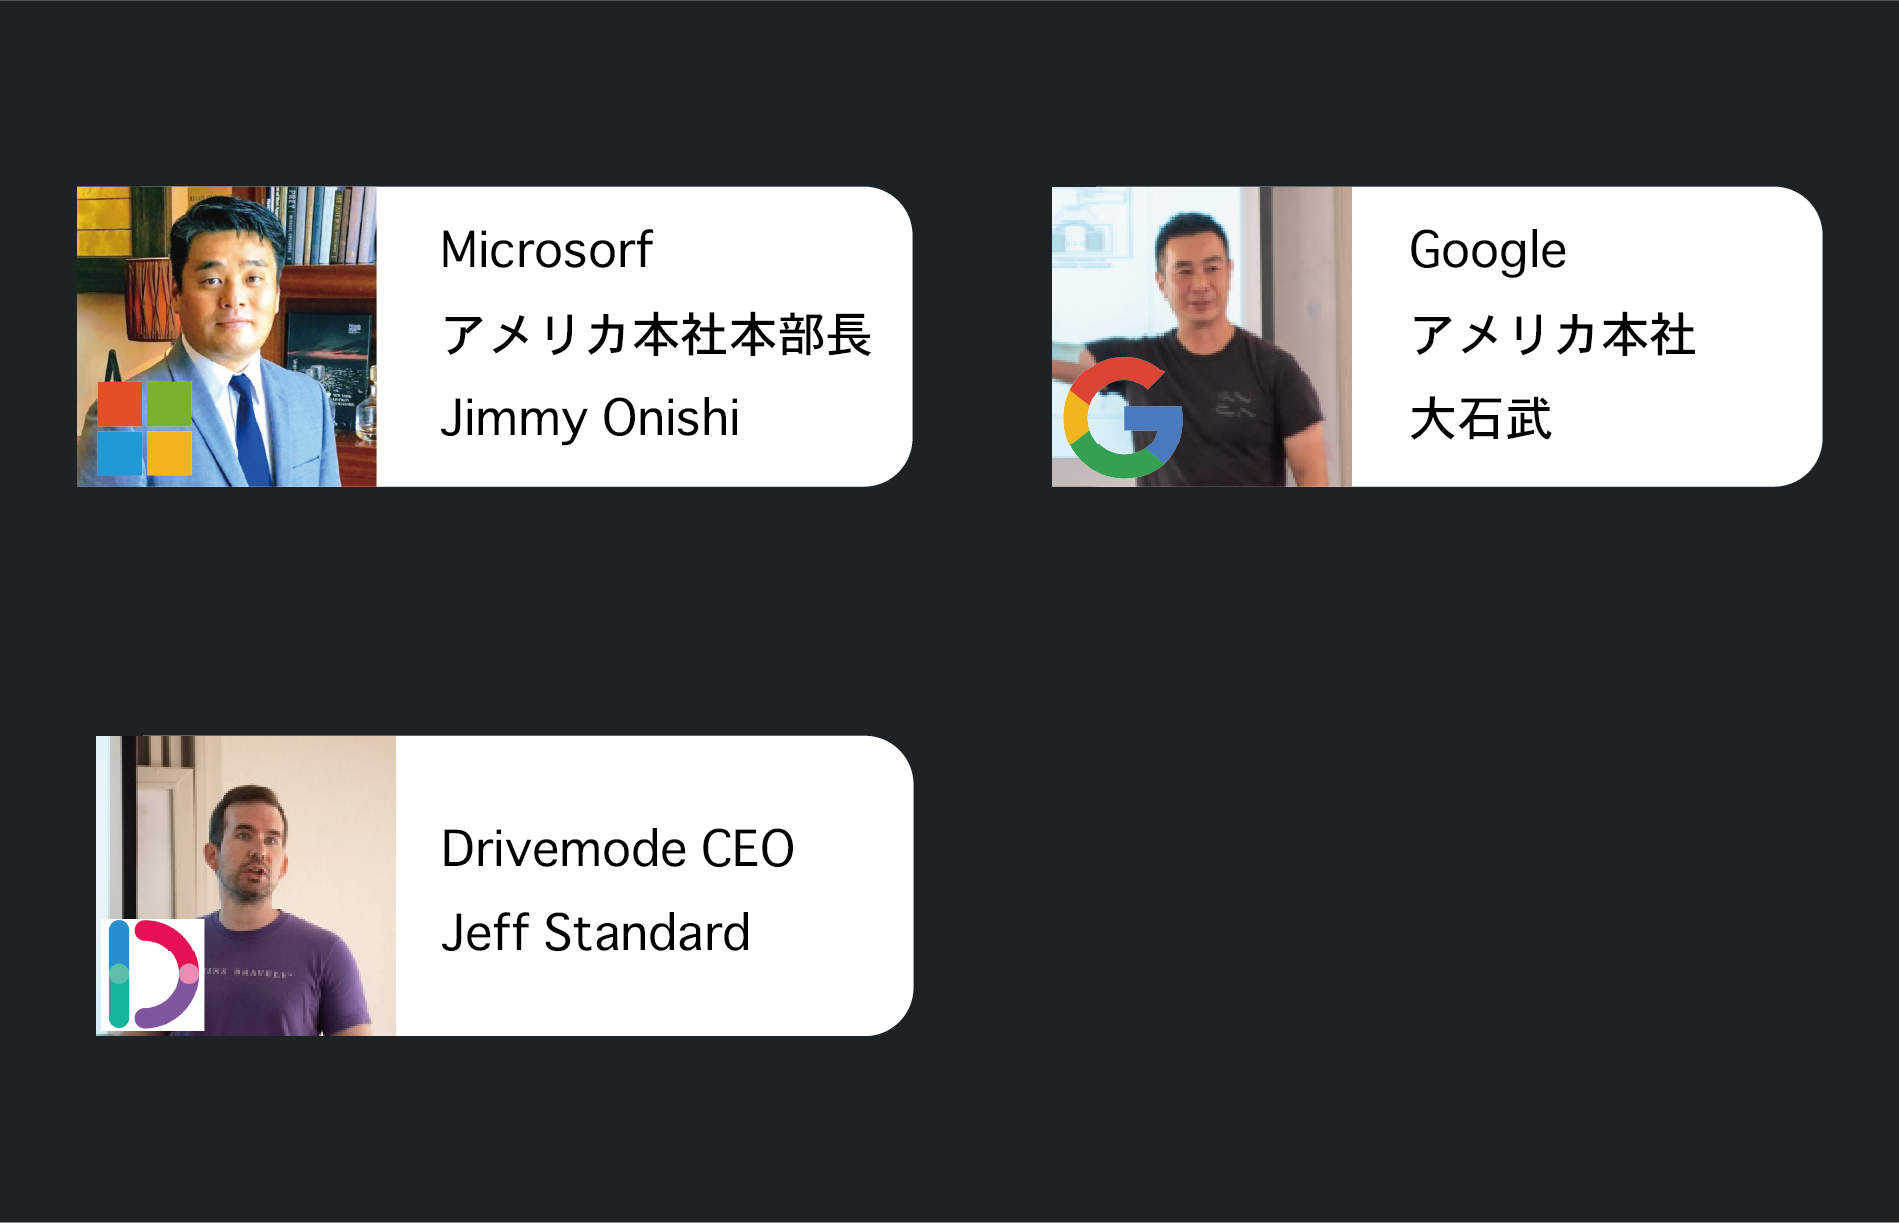 Microsorf
アメリカ本社本部長
Jimmy Onishi
Google
アメリカ本社
大石武
Drivemode CEO
Jeff Standard